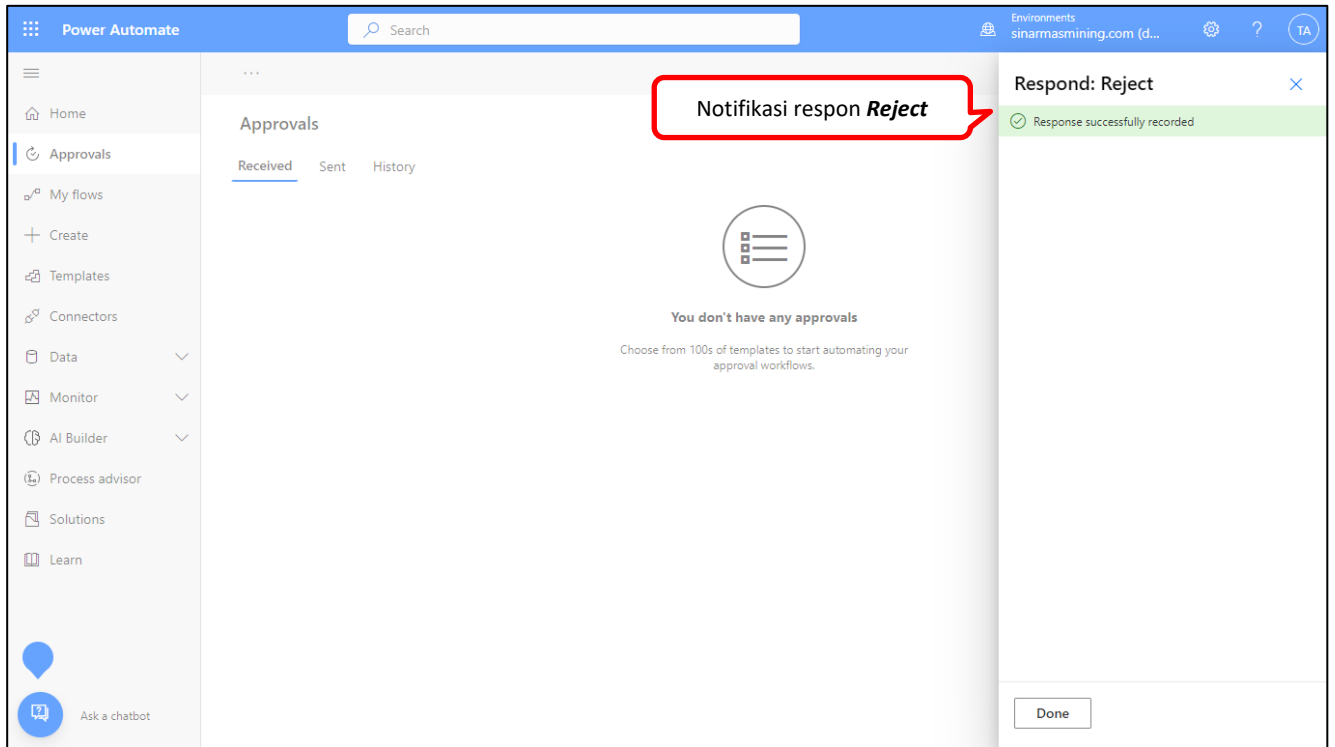 Power Automate
Search
Environments
sinarmasmining.com (d...
?
TA
Home
Approvals
My flows
Create
Templates
Connectors
Data
Monitor
AI Builder
Process advisor
Solutions
Learn
Ask a chatbot
...
Approvals
Received Sent History
You don't have any approvals
Choose from 100s of templates to start automating your
approval workflows.
Notifikasi respon Reject
Respond: Reject
Response successfully recorded
Done